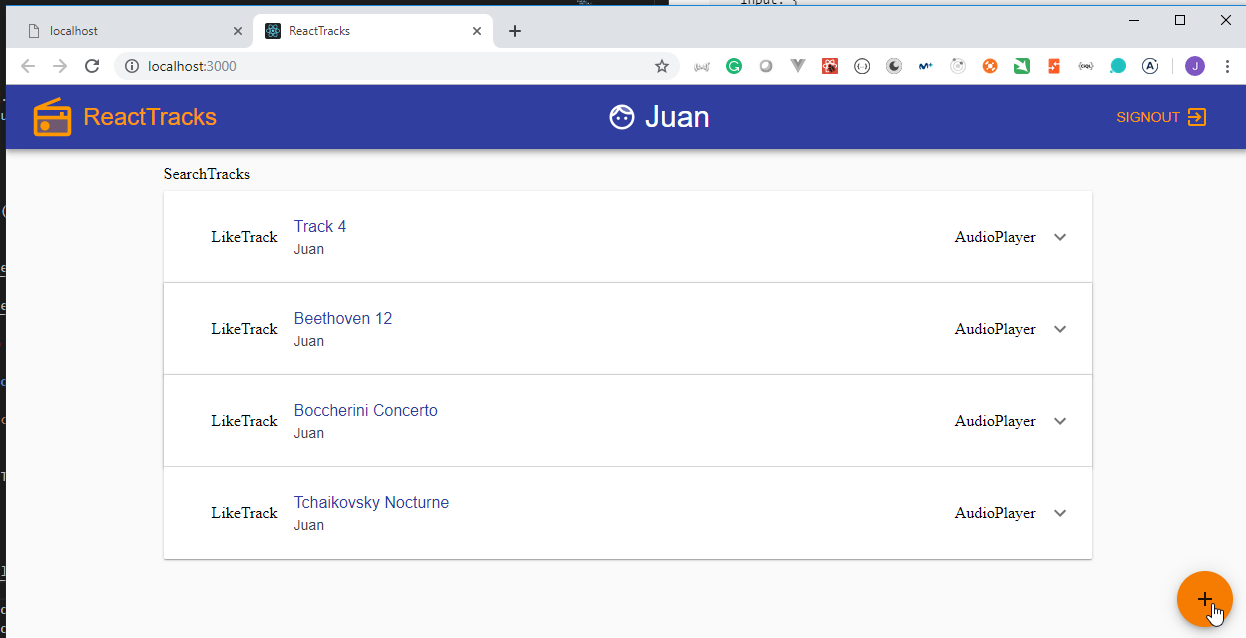 input: {
localhost
ReactTracks
localhost:3000
J
ReactTracks
Juan
SIGNOUT
SearchTracks
LikeTrack
Track 4
Juan
AudioPlayer
LikeTrack
Beethoven 12
Juan
AudioPlayer
LikeTrack
Boccherini Concerto
Juan
AudioPlayer
LikeTrack
Tchaikovsky Nocturne
Juan
AudioPlayer
+